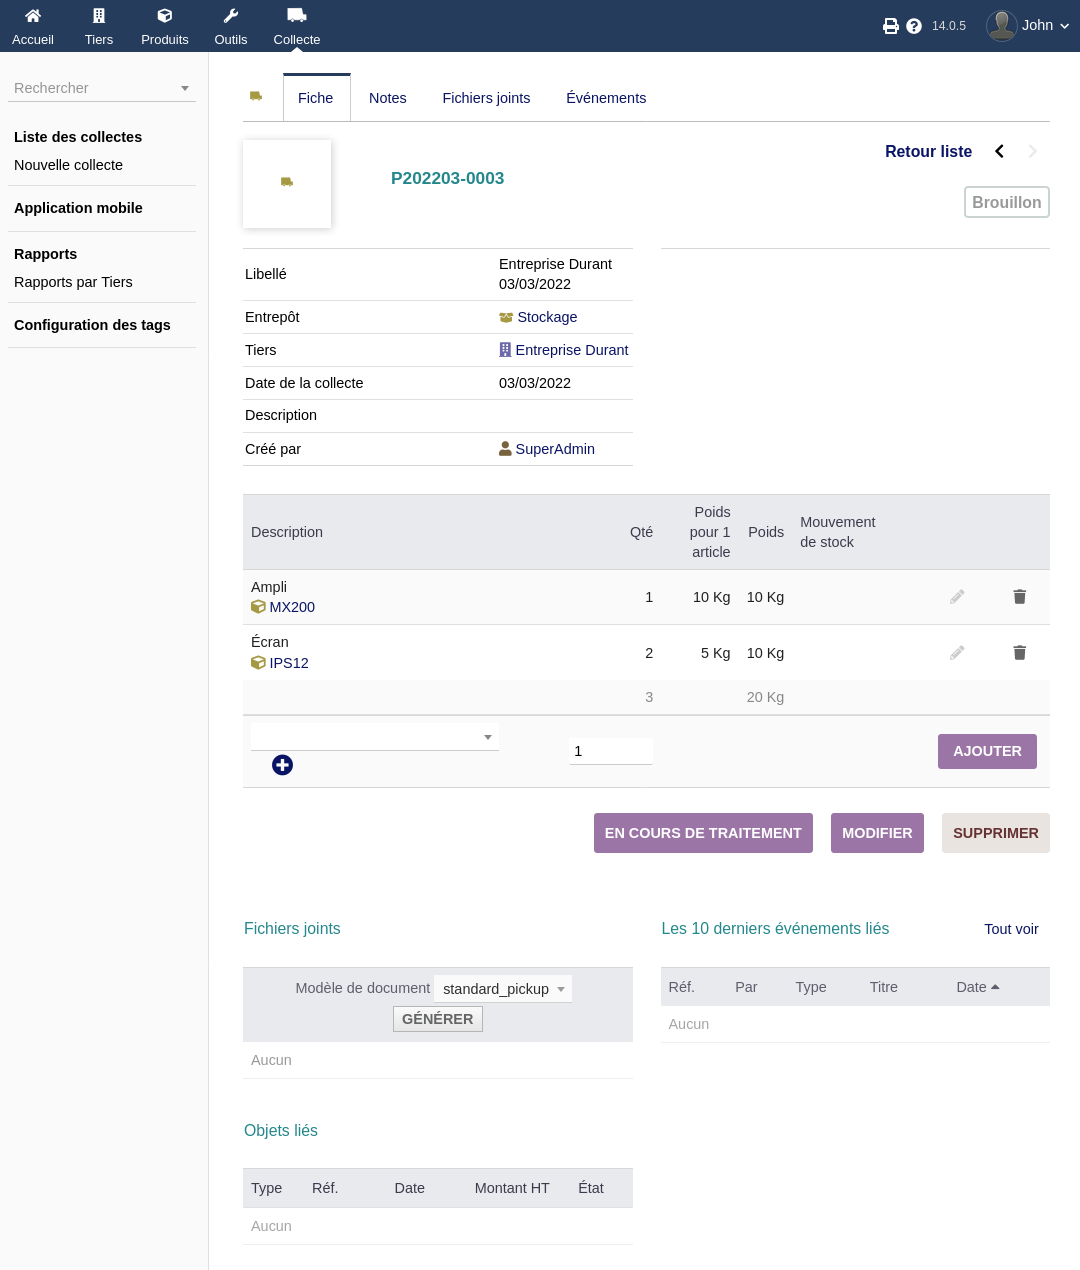 Accueil
Tiers
Produits
Outils
Collecte
14.0.5
John
Rechercher
Liste des collectes
Nouvelle collecte
Application mobile
Rapports
Rapports par Tiers
Configuration des tags
Fiche
Notes
Fichiers joints
Événements
Retour liste
P202203-0003
Brouillon
Libellé
Entreprise Durant
03/03/2022
Entrepôt
Stockage
Tiers
Entreprise Durant
Date de la collecte
03/03/2022
Description
Créé par
SuperAdmin
Description
Qté
Poids
pour 1
article
Poids
Mouvement
de stock
Ampli
MX200
1
10 Kg
10 Kg
Écran
IPS12
2
5 Kg
10 Kg
3
20 Kg
1
AJOUTER
EN COURS DE TRAITEMENT
MODIFIER
SUPPRIMER
Fichiers joints
Modèle de document
standard_pickup
GÉNÉRER
Aucun
Les 10 derniers événements liés
Tout voir
Réf.
Par
Type
Titre
Date
Aucun
Objets liés
Type
Réf.
Date
Montant HT
État
Aucun